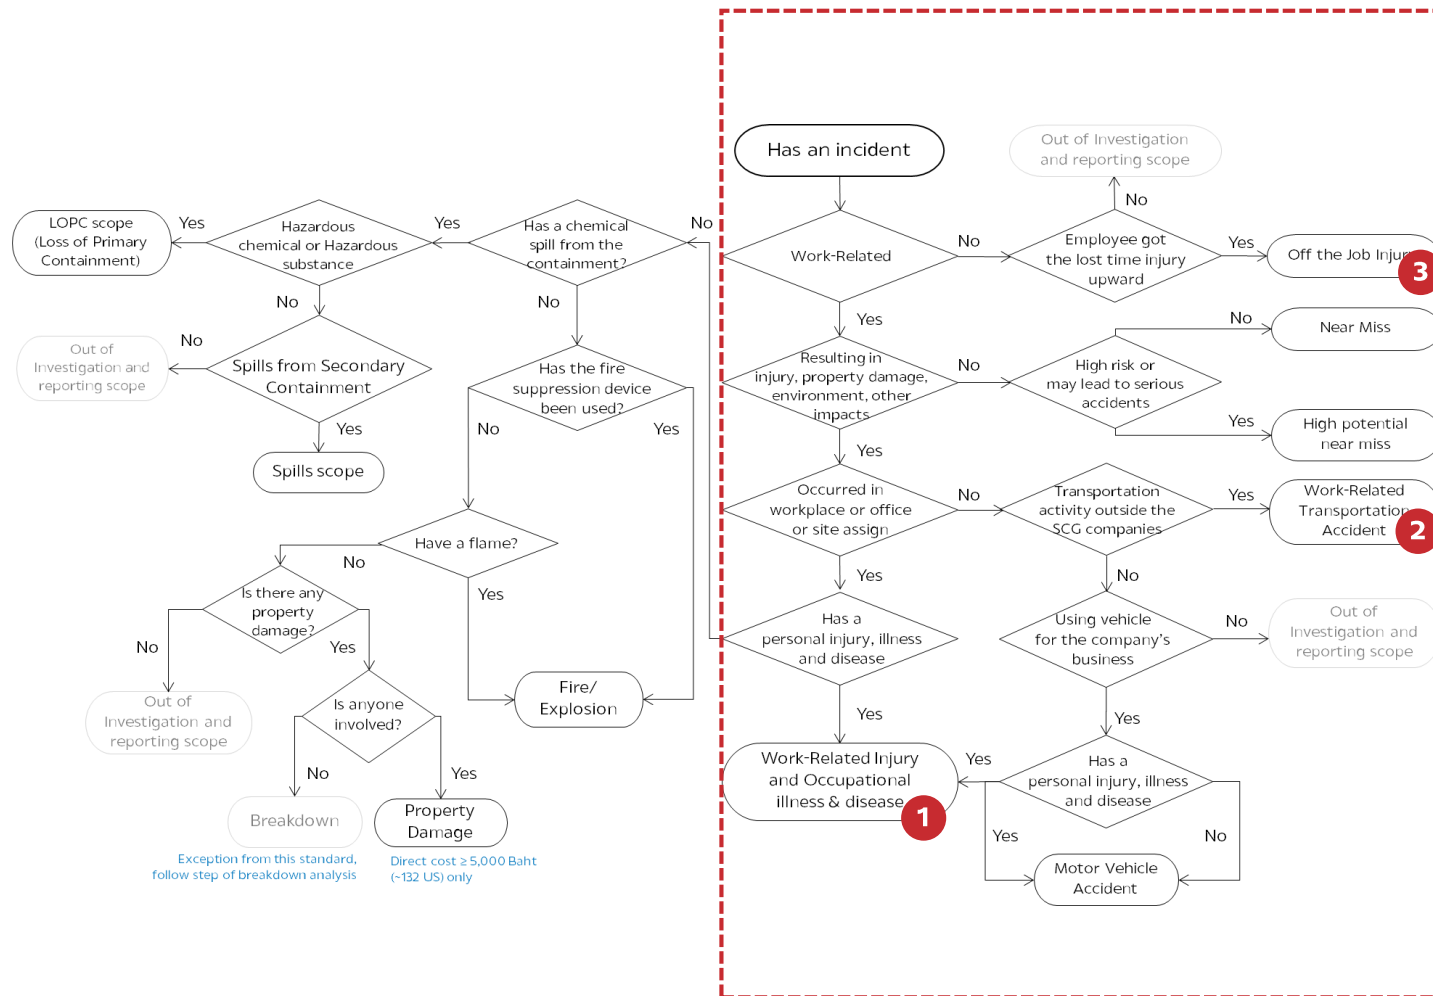 Has an incident
Out of Investigation
and reporting scope
No
Work-Related
No
Employee got
the lost time injury
upward
Yes
Off the Job Injury
3
Yes
Resulting in
injury, property damage,
environment, other
impacts
No
High risk or
may lead to serious
accidents
No
Near Miss
Yes
High potential
near miss
Yes
Occurred in
workplace or office
or site assign
No
Transportation
activity outside the
SCG companies
Yes
Work-Related
Transportation
Accident
2
Yes
No
Has a
personal injury, illness
and disease
Using vehicle
for the company's
business
No
Out of
Investigation and
reporting scope
Yes
Yes
Work-Related Injury
and Occupational
illness & disease
1
Yes
Has a
personal injury, illness
and disease
Yes
No
Motor Vehicle
Accident
No
Has a chemical
spill from the
containment?
Yes
Hazardous
chemical or Hazardous
substance
Yes
LOPC scope
(Loss of Primary
Containment)
No
No
Spills from Secondary
Containment
No
Out of
Investigation and
reporting scope
Yes
Spills scope
Has the fire
suppression device
been used?
No
Yes
Have a flame?
No
Yes
Is there any
property
damage?
No
Yes
Out of
Investigation and
reporting scope
Is anyone
involved?
Fire/
Explosion
No
Yes
Breakdown
Property
Damage
Exception from this standard,
follow step of breakdown analysis
Direct cost ≥ 5,000 Baht
(~132 US) only